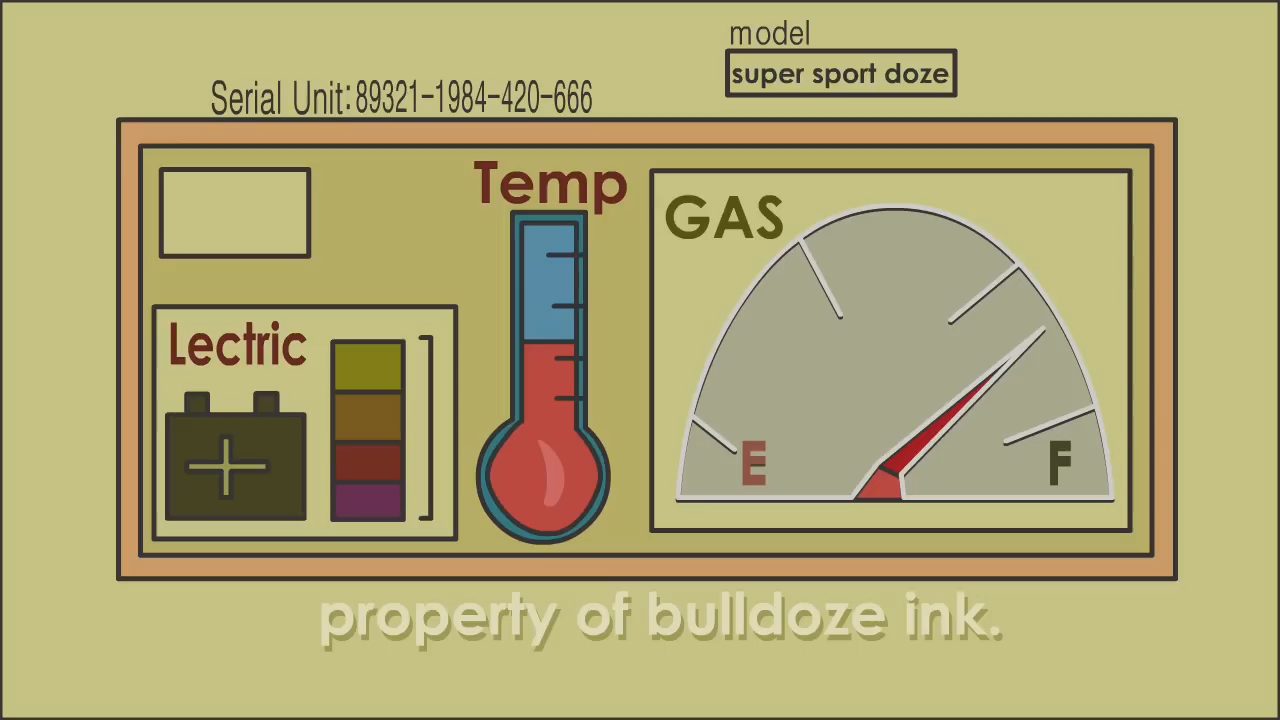 model
super sport doze
Serial Unit:89321-1984-420-666
Temp
GAS
Lectric
E
F
property of bulldoze ink.